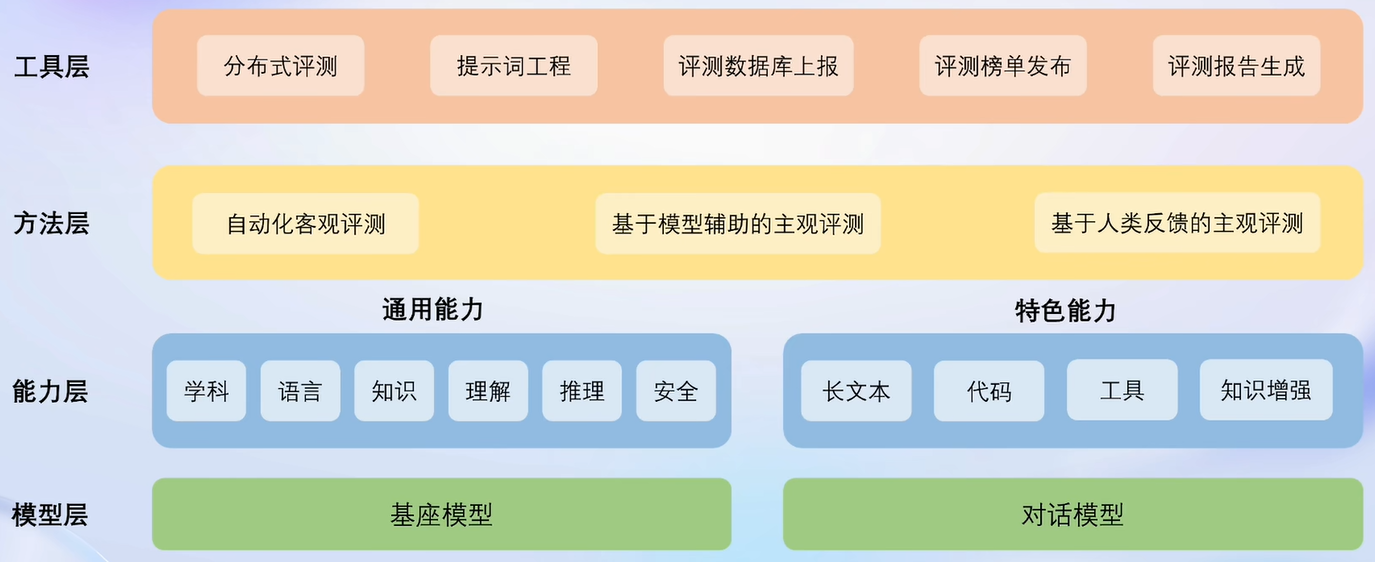 工具层
分布式评测
提示词工程
评测数据库上报
评测榜单发布
评测报告生成
方法层
自动化客观评测
基于模型辅助的主观评测
基于人类反馈的主观评测
通用能力
特色能力
能力层
学科
语言
知识
理解
推理
安全
长文本
代码
工具
知识增强
模型层
基座模型
对话模型